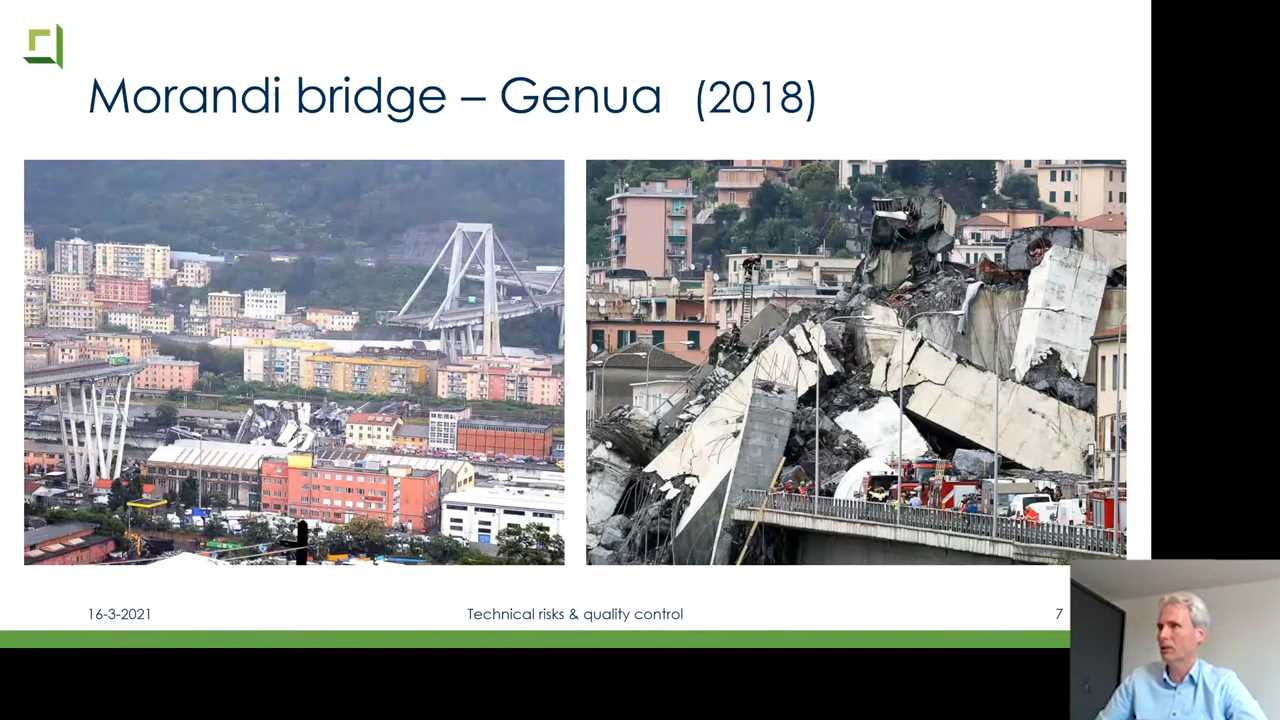 Morandi bridge – Genua (2018)
16-3-2021
Technical risks & quality control
7